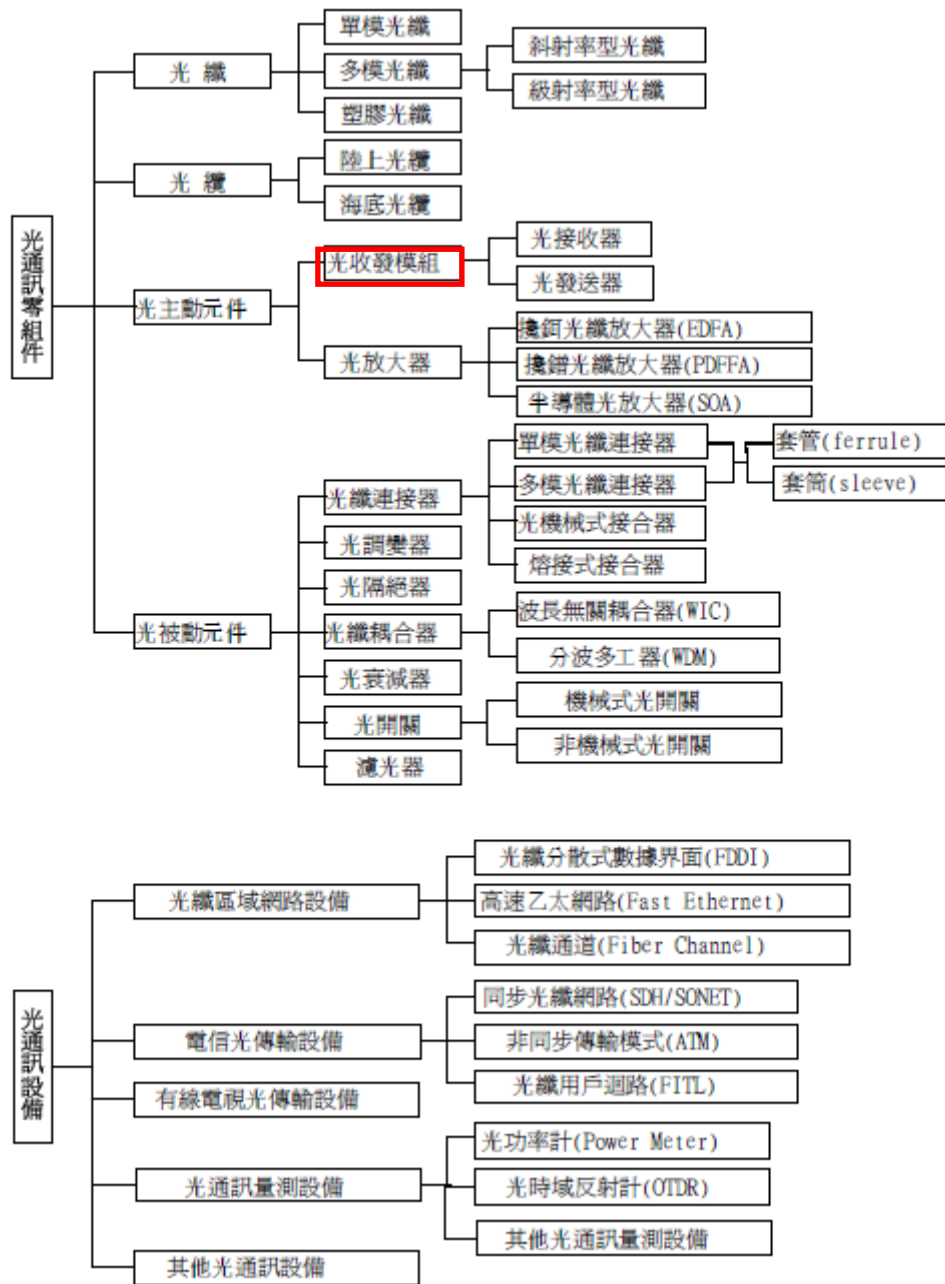 光通訊零組件
光 纖
單模光纖
多模光纖
斜射率型光纖
級射率型光纖
塑膠光纖
光 纜
陸上光纜
海底光纜
光主動元件
光收發模組
光接收器
光發送器
光放大器
攙鉺光纖放大器(EDFA)
攙鐠光纖放大器(PDFFA)
半導體光放大器(SOA)
光被動元件
光纖連接器
單模光纖連接器
多模光纖連接器
套管(ferrule)
套筒(sleeve)
光機械式接合器
熔接式接合器
光調變器
光隔絕器
光纖耦合器
波長無關耦合器(WIC)
分波多工器(WDM)
光衰減器
光開關
機械式光開關
非機械式光開關
濾光器
光通訊設備
光纖區域網路設備
光纖分散式數據界面(FDDI)
高速乙太網路(Fast Ethernet)
光纖通道(Fiber Channel)
電信光傳輸設備
同步光纖網路(SDH/SONET)
非同步傳輸模式(ATM)
光纖用戶迴路(FITL)
有線電視光傳輸設備
光通訊量測設備
光功率計(Power Meter)
光時域反射計(OTDR)
其他光通訊量測設備
其他光通訊設備